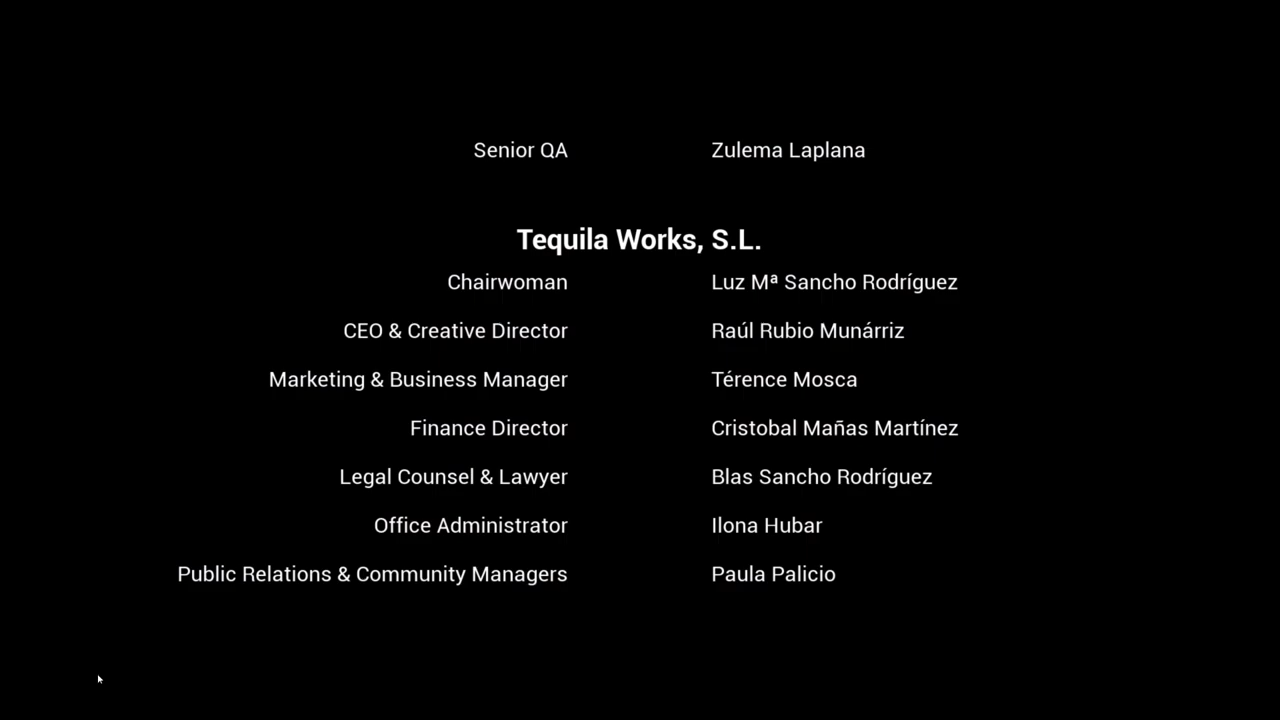 Senior QA Zulema Laplana
Tequila Works, S.L.
Chairwoman Luz Mª Sancho Rodríguez
CEO & Creative Director Raúl Rubio Munárriz
Marketing & Business Manager Térence Mosca
Finance Director Cristobal Mañas Martínez
Legal Counsel & Lawyer Blas Sancho Rodríguez
Office Administrator Ilona Hubar
Public Relations & Community Managers Paula Palicio